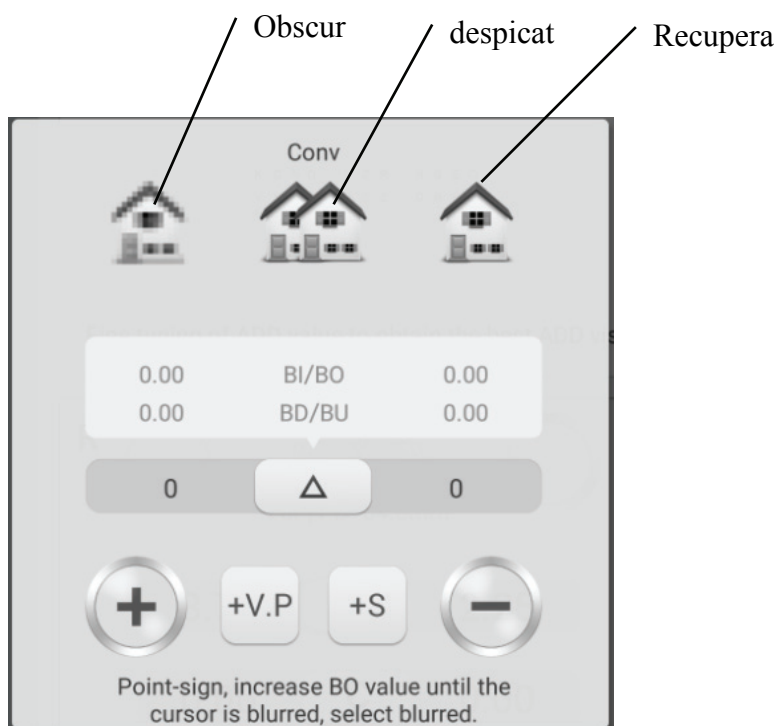 Obscur
despicat
Recupera
Conv
0.00 BI/BO 0.00
0.00 BD/BU 0.00
0 △ 0
+ +V.P +S −
Point-sign, increase BO value until the
cursor is blurred, select blurred.